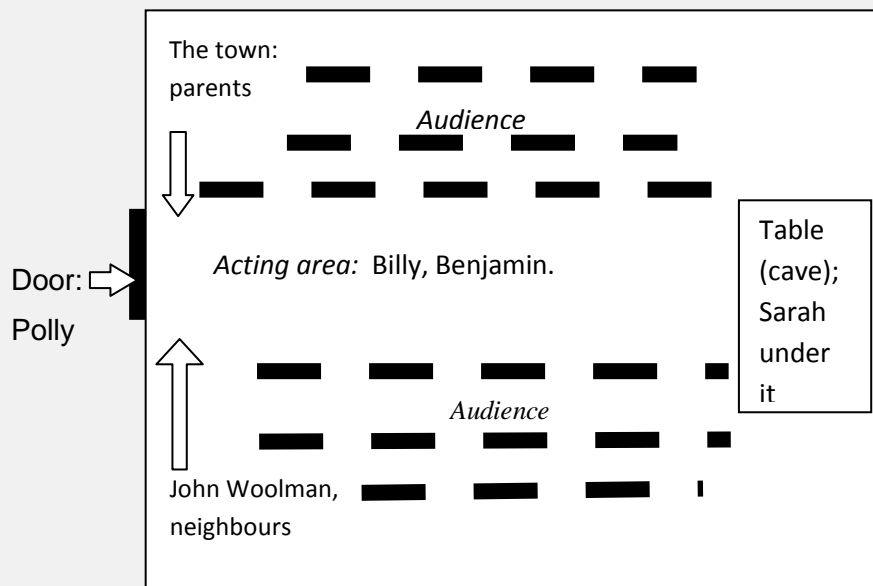 The town:
parents
Audience
Door:
Polly
Acting area: Billy, Benjamin.
Table
(cave);
Sarah
under
it
Audience
John Woolman,
neighbours